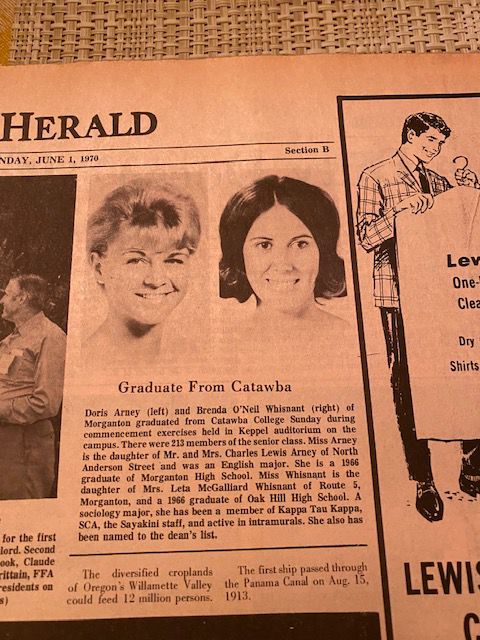 HERALD
NDAY, JUNE 1, 1970
Section B
Graduate From Catawba
Doris Arney (left) and Brenda O'Neil Whisnant (right) of
Morganton graduated from Catawba College Sunday during
commencement exercises held in Keppel auditorium on the
campus. There were 213 members of the senior class. Miss Arney
is the daughter of Mr. and Mrs. Charles Lewis Arney of North
Anderson Street and was an English major. She is a 1966
graduate of Morganton High School. Miss Whisnant is the
daughter of Mrs. Leta McGalliard Whisnant of Route 5,
Morganton, and a 1966 graduate of Oak Hill High School. A
sociology major, she has been a member of Kappa Tau Kappa,
SCA, the Sayakini staff, and active in intramurals. She also has
been named to the dean's list.
for the first
lord. Second
ook, Claude
rittain, FFA
residents on
s)
The diversified croplands
of Oregon's Willamette Valley
could feed 12 million persons.
The first ship passed through
the Panama Canal on Aug. 15,
1913.
Lew
One-
Clea
Dry
Shirts
LEWIS
C